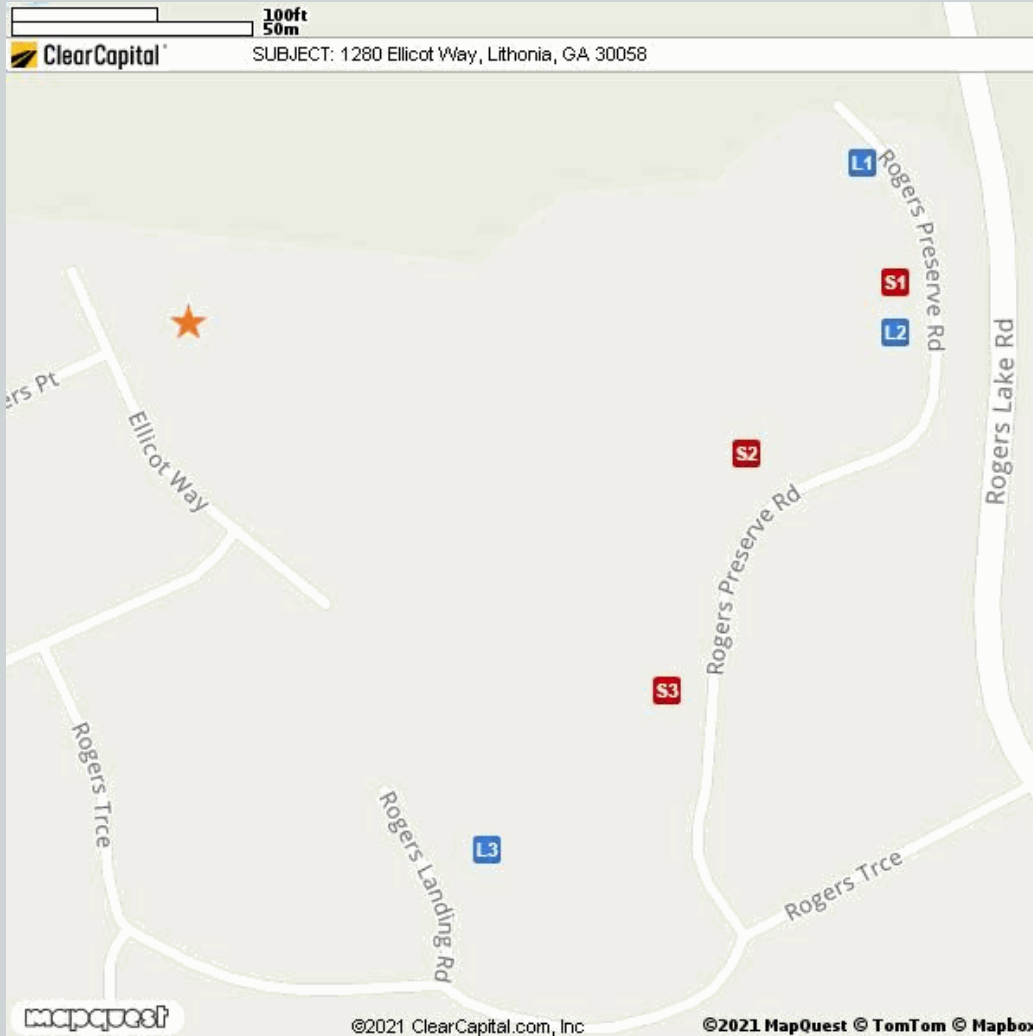 100ft
50m
ClearCapital
SUBJECT: 1280 Ellicot Way, Lithonia, GA 30058
L1
Rogers Preserve Rd
S1
L2
Rogers Lake Rd
ers Pt
Ellicot Way
S2
Rogers Preserve Rd
S3
Rogers Trce
Rogers Landing Rd
L3
Rogers Trce
mapquest
©2021 ClearCapital.com, Inc
©2021 MapQuest © TomTom © Mapbox